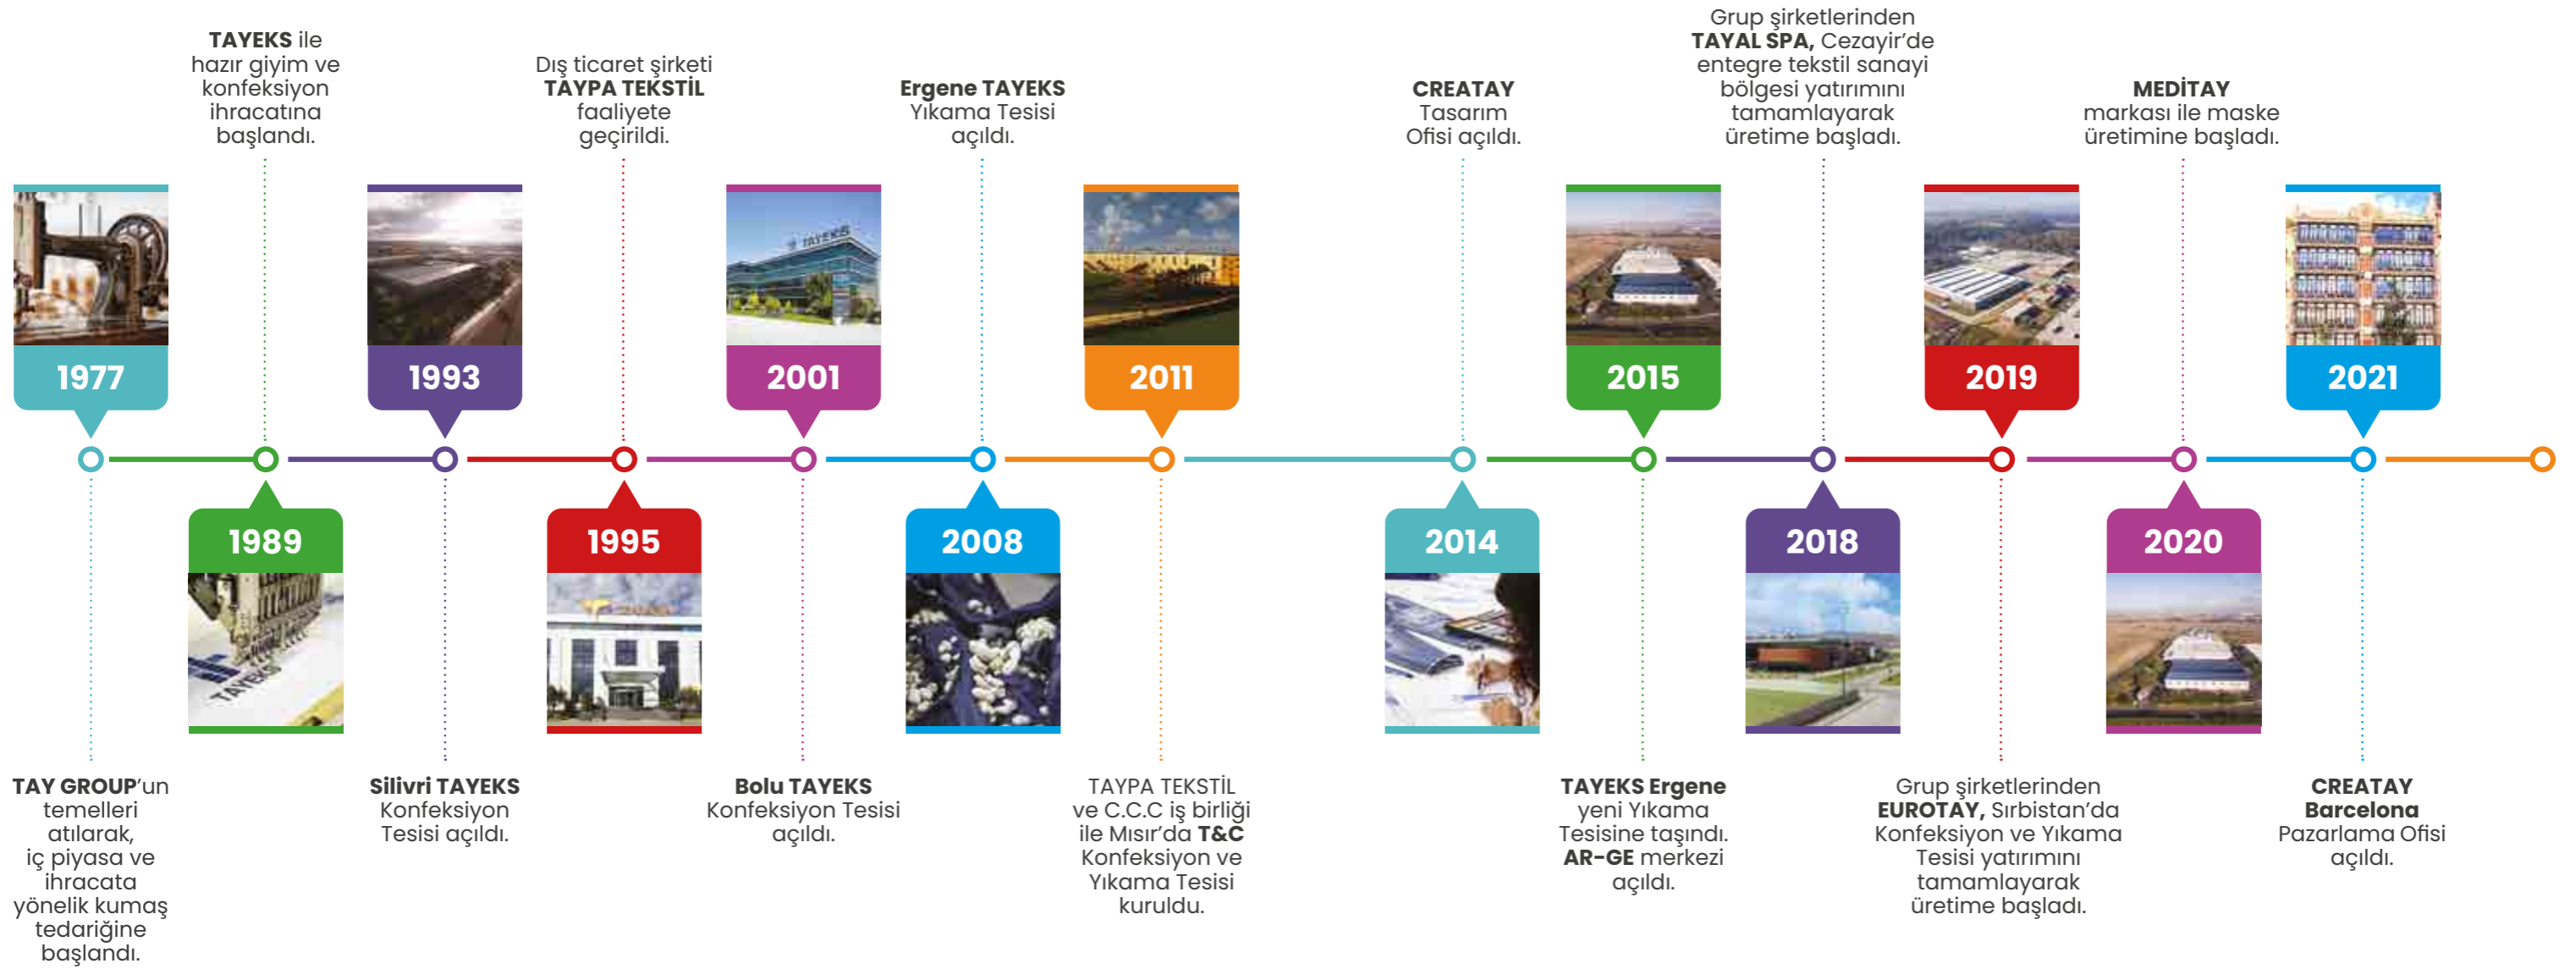 1977
TAY GROUP'un
temelleri
atılarak,
iç piyasa ve
ihracata
yönelik kumaş
tedariğine
başlandı.
TAYEKS ile
hazır giyim ve
konfeksiyon
ihracatına
başlandı.
1989
TAYEKS
1993
Silivri TAYEKS
Konfeksiyon
Tesisi açıldı.
Dış ticaret şirketi
TAYPA TEKSTİL
faaliyete
geçirildi.
1995
TAYEKS
2001
Bolu TAYEKS
Konfeksiyon Tesisi
açıldı.
Ergene TAYEKS
Yıkama Tesisi
açıldı.
2008
2011
TAYPA TEKSTİL
ve C.C.C iş birliği
ile Mısır'da T&C
Konfeksiyon ve
Yıkama Tesisi
kuruldu.
CREATAY
Tasarım
Ofisi açıldı.
2014
2015
TAYEKS Ergene
yeni Yıkama
Tesisine taşındı.
AR-GE merkezi
açıldı.
Grup şirketlerinden
TAYAL SPA, Cezayir'de
entegre tekstil sanayi
bölgesi yatırımını
tamamlayarak
üretime başladı.
2018
2019
Grup şirketlerinden
EUROTAY, Sırbistan'da
Konfeksiyon ve Yıkama
Tesisi yatırımını
tamamlayarak
üretime başladı.
MEDİTAY
markası ile maske
üretimine başladı.
2020
2021
CREATAY
Barcelona
Pazarlama Ofisi
açıldı.